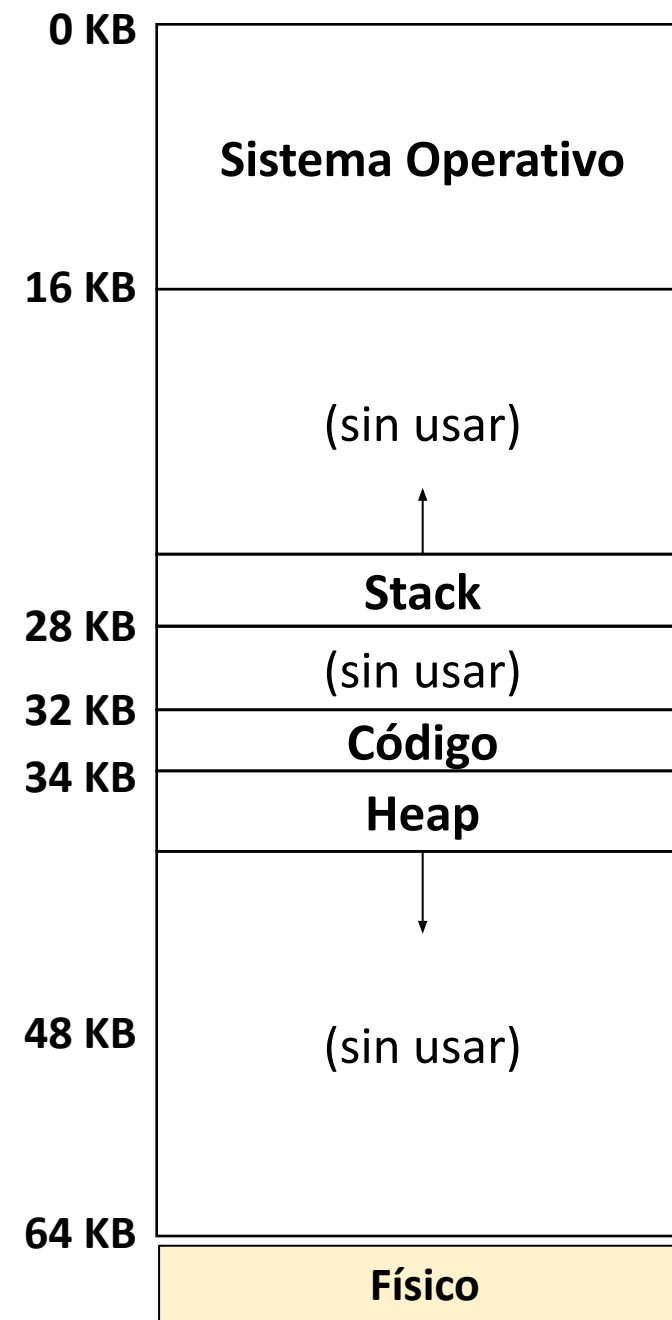 0 KB
Sistema Operativo
16 KB
(sin usar)
Stack
28 KB
(sin usar)
32 KB
Código
34 KB
Heap
48 KB
(sin usar)
64 KB
Físico